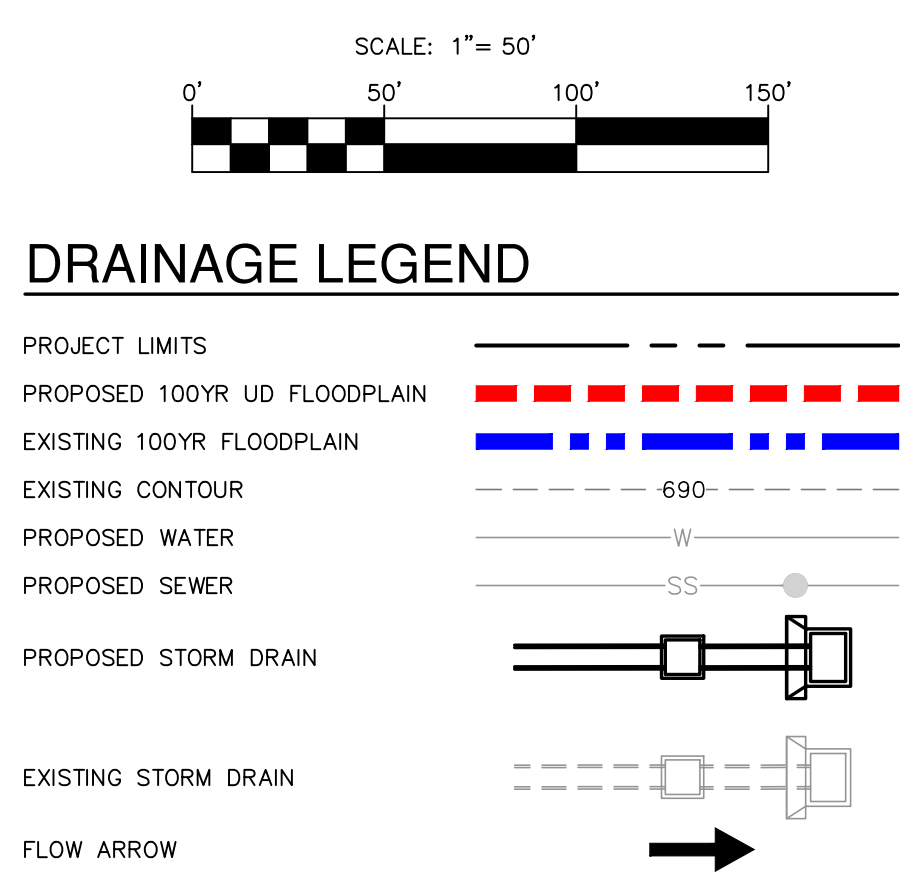 SCALE: 1"= 50'
0' 50' 100' 150'
DRAINAGE LEGEND
PROJECT LIMITS
PROPOSED 100YR UD FLOODPLAIN
EXISTING 100YR FLOODPLAIN
EXISTING CONTOUR 690
PROPOSED WATER W
PROPOSED SEWER SS
PROPOSED STORM DRAIN
EXISTING STORM DRAIN
FLOW ARROW